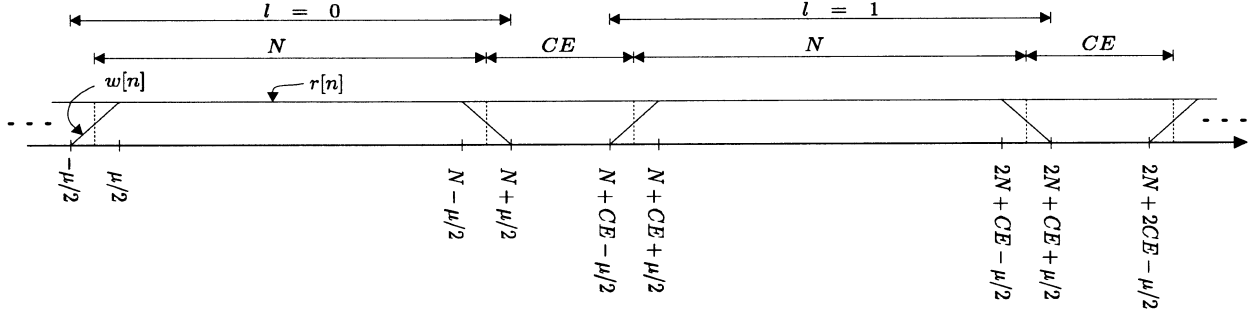 l = 0
l = 1
N
CE
N
CE
w[n]
r[n]
-μ/2
μ/2
N - μ/2
N + μ/2
N + CE - μ/2
N + CE + μ/2
2N + CE - μ/2
2N + CE + μ/2
2N + 2CE - μ/2